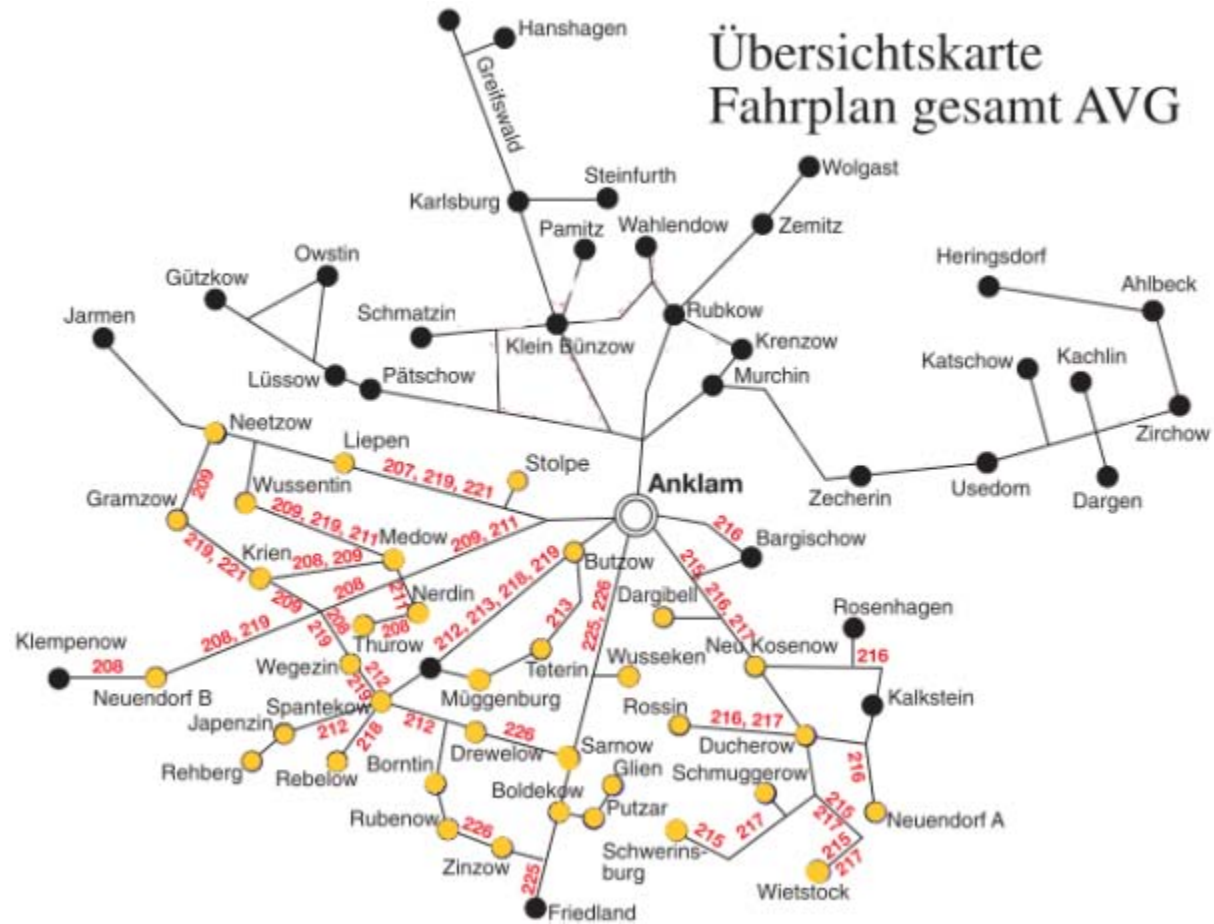 Übersichtskarte
Fahrplan gesamt AVG
Hanshagen
Greifswald
Wolgast
Steinfurth
Karlsburg
Pamitz
Wahlendow
Zemitz
Owstin
Heringsdorf
Gützkow
Ahlbeck
Jarmen
Schmatzin
Rubkow
Klein Bünzow
Krenzow
Katschow
Kachlin
Lüssow
Pätschow
Murchin
Zirchow
Neetzow
Liepen
Stolpe
207, 219, 221
209
Wussentin
Anklam
Zecherin
Usedom
Dargen
Gramzow
209, 219, 211
209, 211
216
Bargischow
Medow
219, 221
Krien
208, 209
Butzow
215, 216, 217
208
211
Nerdin
212, 213, 218, 219
Dargibell
209
213
225, 226
Rosenhagen
208, 219
208
208
Thurow
Klempenow
219
Neu Kosenow
208
Wegezin
212
Teterin
Wusseken
216
Neuendorf B
219
Müggenburg
Kalkstein
Spantekow
Rossin
216, 217
Japenzin
212
212
226
Sarnow
Ducherow
218
Drewelow
Rehberg
Rebelow
Borntin
Glien
Schmuggerow
216
Boldekow
Putzar
215
217
Neuendorf A
Rubenow
226
215
217
215
217
Zinzow
Schwerins-
burg
225
Wietstock
Friedland